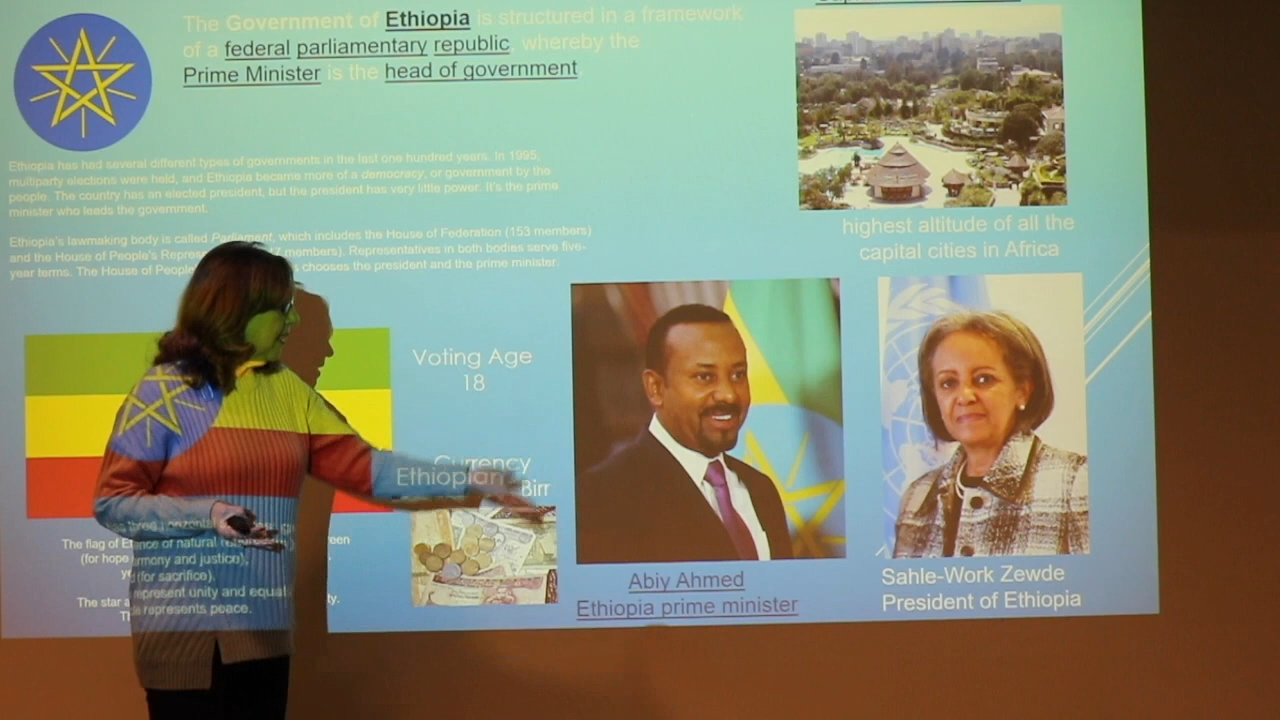 The Government of Ethiopia is structured in a framework
of a federal parliamentary republic, whereby the
Prime Minister is the head of government
Ethiopia has had several different types of governments in the last one hundred years. In 1995,
multiparty elections were held, and Ethiopia became more of a democracy, or government by the
people. The country has an elected president, but the president has very little power. It's the prime
minister who leads the government.
Ethiopia's lawmaking body is called Parliament, which includes the House of Federation (153 members)
and the House of People's members). Representatives in both bodies serve five-
year terms. The House of People chooses the president and the prime minister.
highest altitude of all the
capital cities in Africa
Voting Age
18
Currency
Ethiopian Birr
The flag of
(for hope and justice),
(for sacrifice).
The star represent unity and
represents peace.
Abiy Ahmed
Ethiopia prime minister
Sahle-Work Zewde
President of Ethiopia